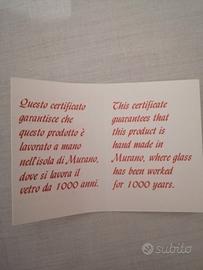 Questo certificato
garantisce che
questo prodotto è
lavorato a mano
nell'isola di Murano,
dove si lavora il
vetro da 1000 anni.
This certificate
guarantees that
this product is
hand made in
Murano, where glass
has been worked
for 1000 years.
subito